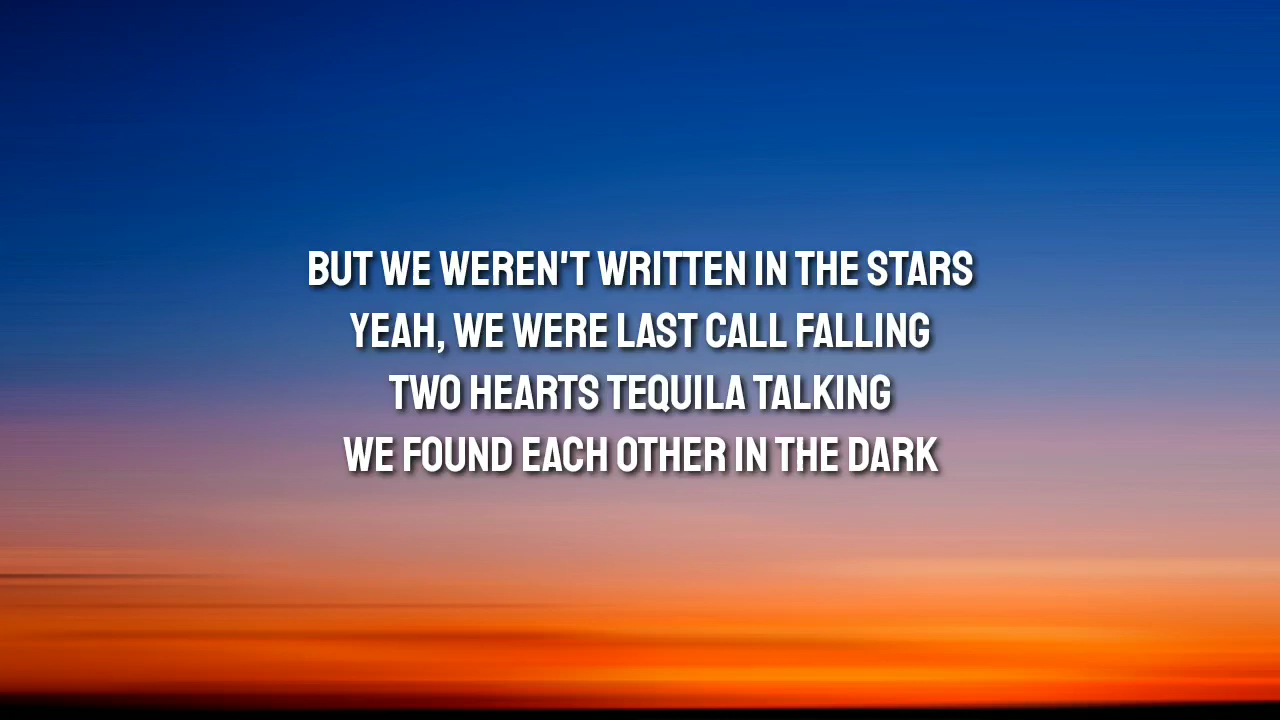 BUT WE WEREN'T WRITTEN IN THE STARS
YEAH, WE WERE LAST CALL FALLING
TWO HEARTS TEQUILA TALKING
WE FOUND EACH OTHER IN THE DARK